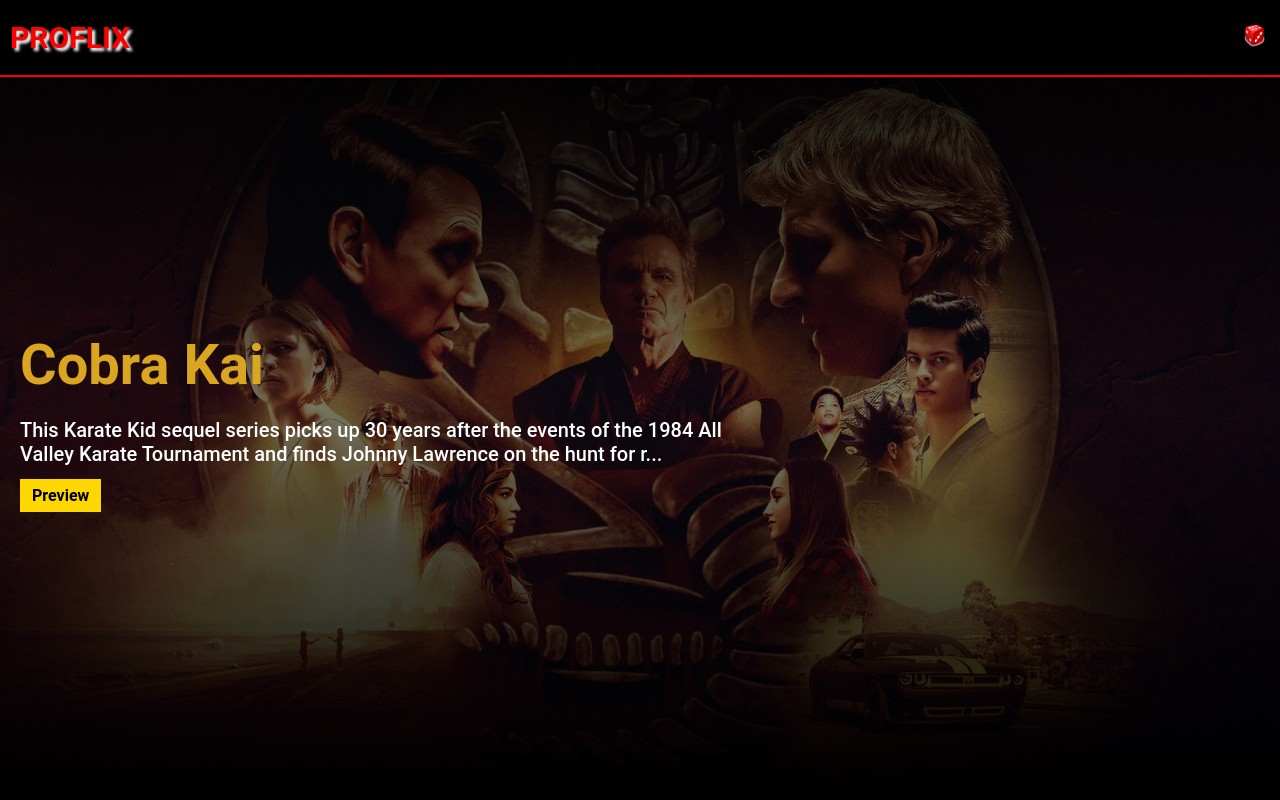 PROFLIX
Cobra Kai
This Karate Kid sequel series picks up 30 years after the events of the 1984 All
Valley Karate Tournament and finds Johnny Lawrence on the hunt for r...
Preview